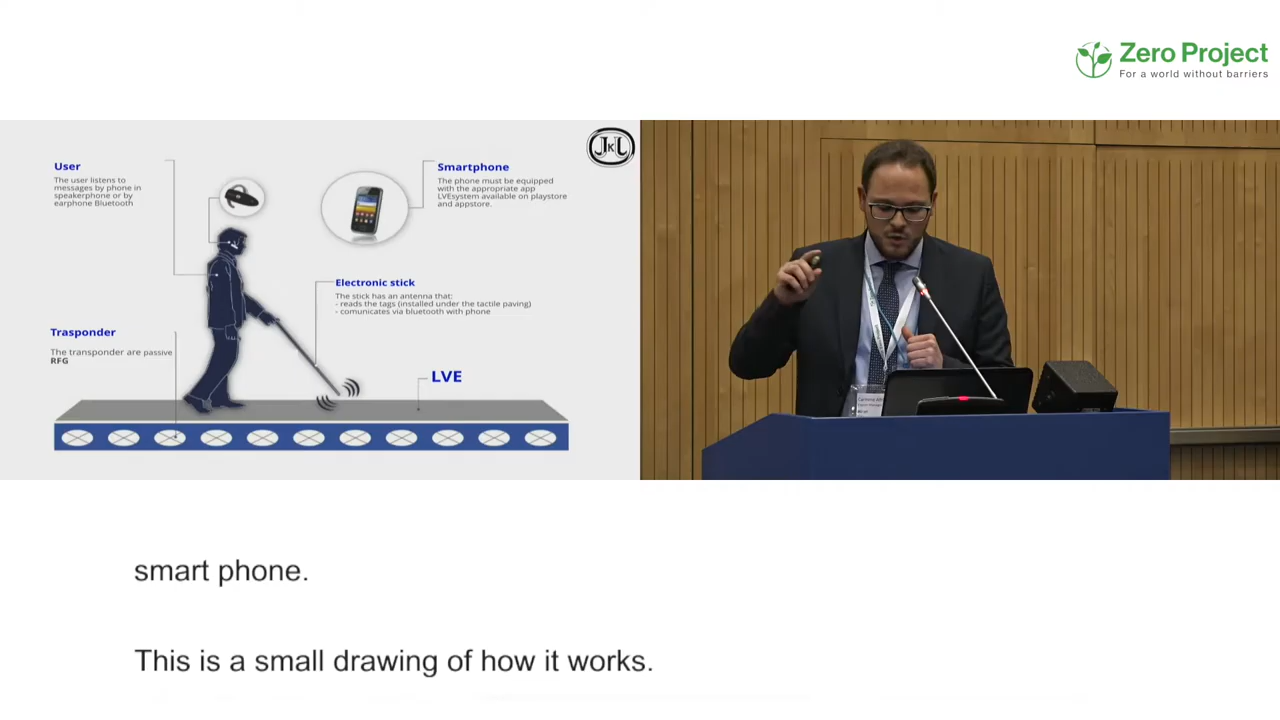 Zero Project
For a world without barriers
JKL
User
The user listens to
messages by phone in
speakerphone or by
earphone Bluetooth
Smartphone
The phone must be equipped
with the appropriate app
LVEsystem available on playstore
and appstore.
Electronic stick
The stick has an antenna that:
- reads the tags (installed under the tactile paving)
- comunicates via bluetooth with phone
Trasponder
The transponder are passive
RFG
LVE
smart phone.
This is a small drawing of how it works.